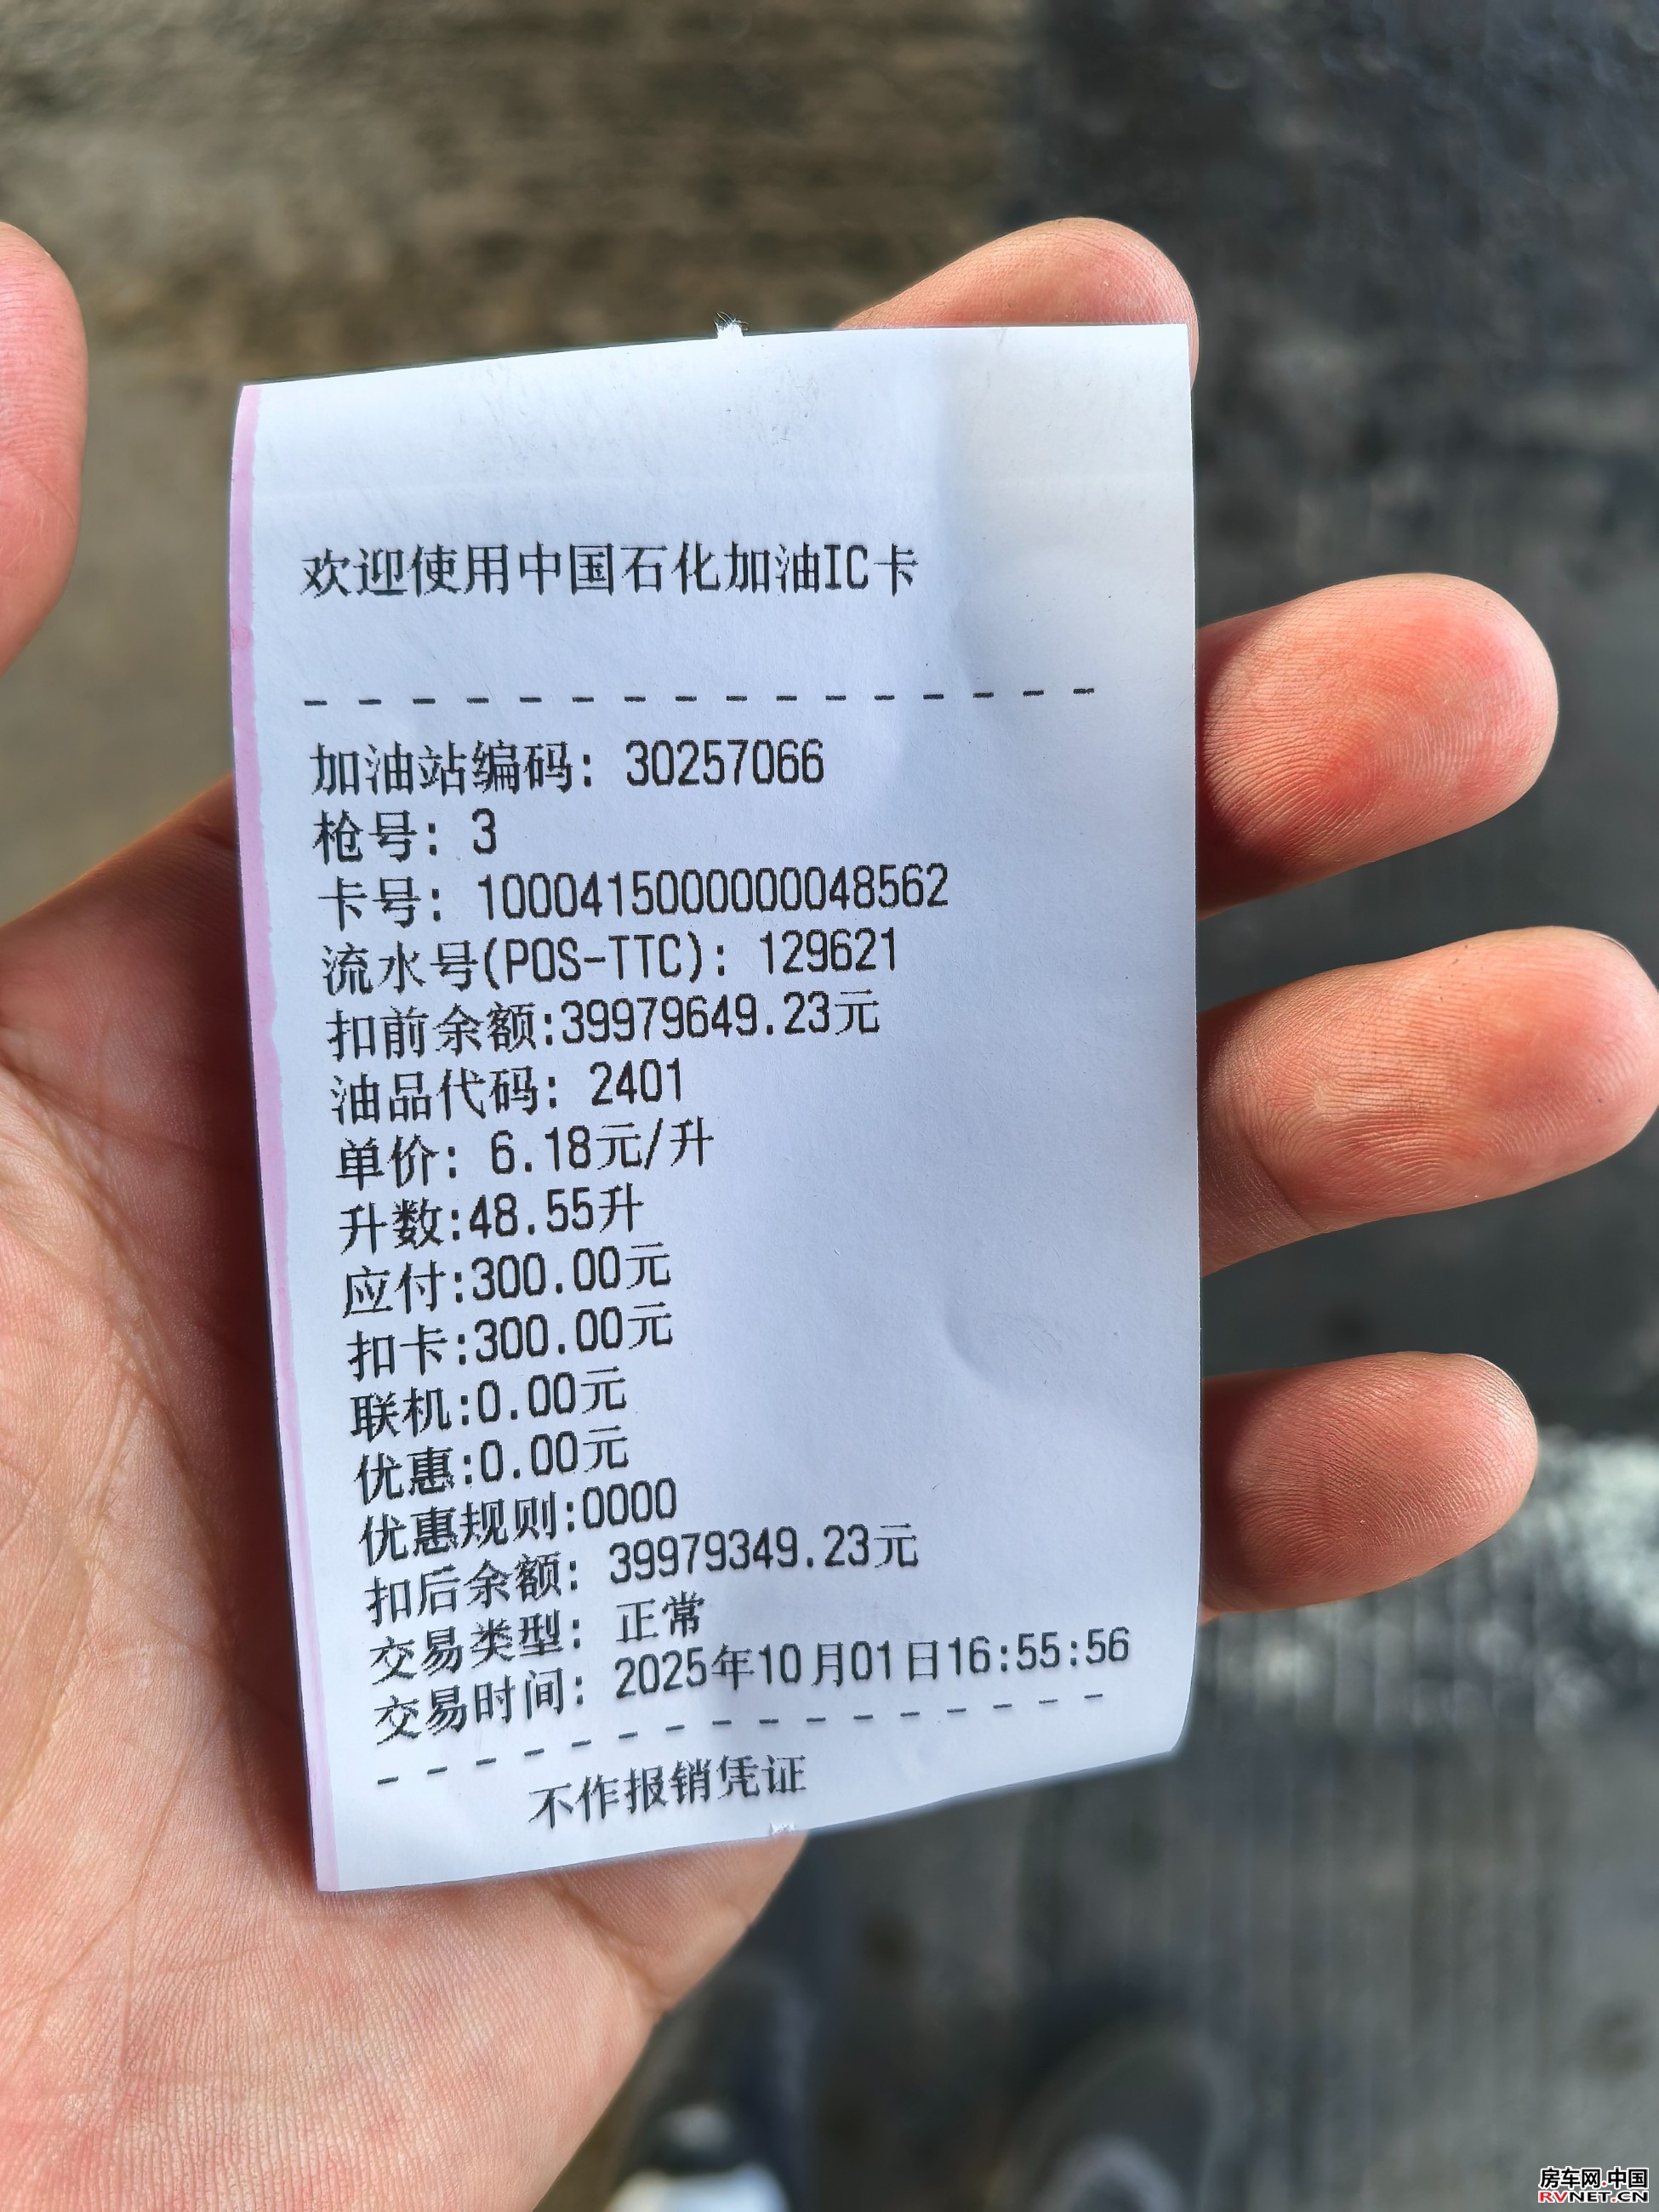 欢迎使用中国石化加油IC卡
加油站编码: 30257066
枪号: 3
卡号: 1000415000000048562
流水号(POS-TTC): 129621
扣前余额:39979649.23元
油品代码: 2401
单价: 6.18元/升
升数:48.55升
应付:300.00元
扣卡:300.00元
联机:0.00元
优惠:0.00元
优惠规则:0000
扣后余额: 39979349.23元
交易类型: 正常
交易时间: 2025年10月01日16:55:56
不作报销凭证
房车网.中国
RVNET.CN